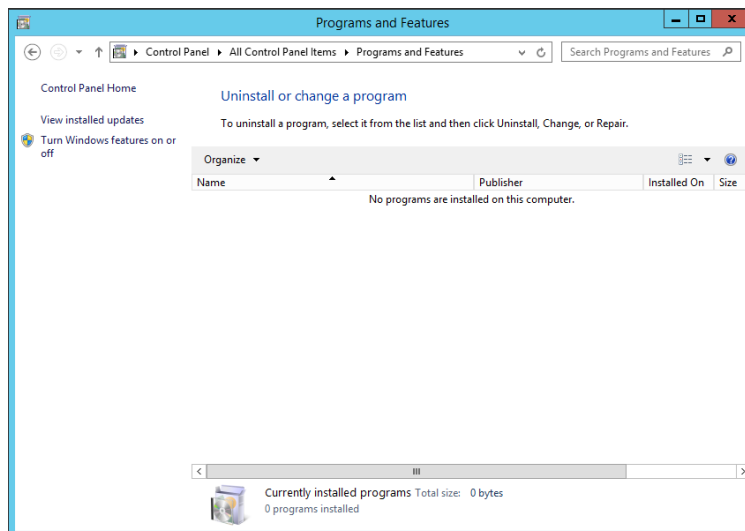 Programs and Features
Control Panel All Control Panel Items Programs and Features
Search Programs and Features
Control Panel Home
View installed updates
Turn Windows features on or
off
Uninstall or change a program
To uninstall a program, select it from the list and then click Uninstall, Change, or Repair.
Organize
Name Publisher Installed On Size
No programs are installed on this computer.
Currently installed programs Total size: 0 bytes
0 programs installed